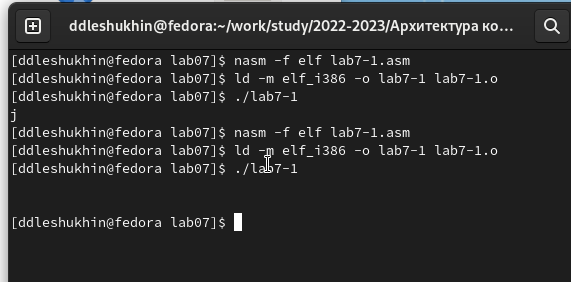 ddleshukhin@fedora:~/work/study/2022-2023/Архитектура ко...
[ddleshukhin@fedora lab07]$ nasm -f elf lab7-1.asm
[ddleshukhin@fedora lab07]$ ld -m elf_i386 -o lab7-1 lab7-1.o
[ddleshukhin@fedora lab07]$ ./lab7-1
j
[ddleshukhin@fedora lab07]$ nasm -f elf lab7-1.asm
[ddleshukhin@fedora lab07]$ ld -m elf_i386 -o lab7-1 lab7-1.o
[ddleshukhin@fedora lab07]$ ./lab7-1
[ddleshukhin@fedora lab07]$